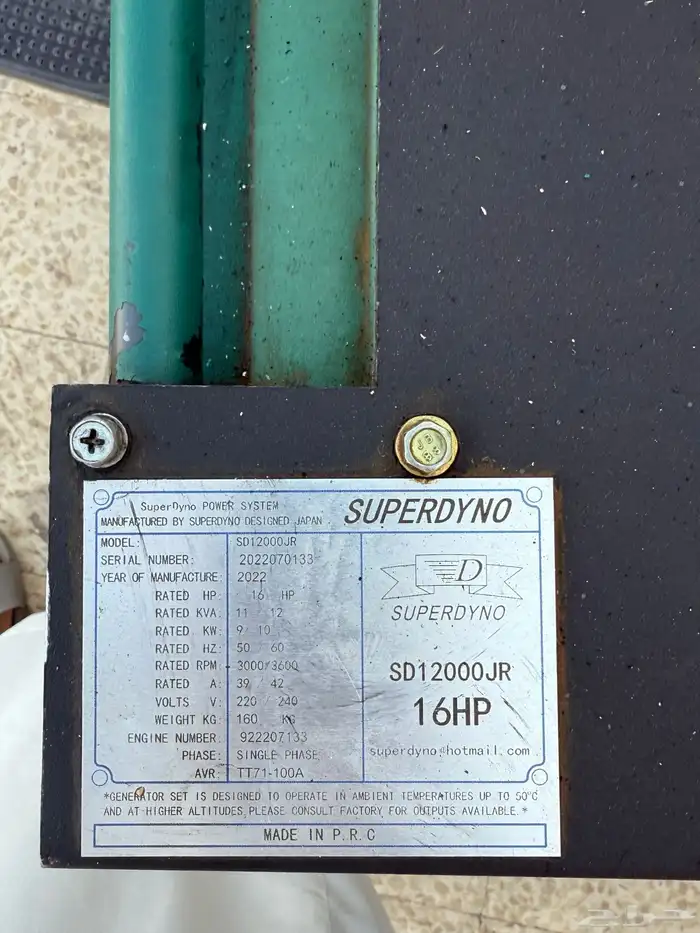 SuperDyno POWER SYSTEM
MANUFACTURED BY SUPERDYNO DESIGNED JAPAN
SUPERDYNO
MODEL: SD12000JR
SERIAL NUMBER: 2022070133
YEAR OF MANUFACTURE: 2022
RATED HP: 16 HP
RATED KVA: 11 / 12
RATED KW: 9 / 10
RATED HZ: 50 / 60
RATED RPM: 3000/3600
RATED A: 39 / 42
VOLTS V: 220 / 240
WEIGHT KG: 160 KG
ENGINE NUMBER: 922207133
PHASE: SINGLE PHASE
AVR: TT71-100A
D
SUPERDYNO
SD12000JR
16HP
superdyno@hotmail.com
*GENERATOR SET IS DESIGNED TO OPERATE IN AMBIENT TEMPERATURES UP TO 50°C
AND AT HIGHER ALTITUDES, PLEASE CONSULT FACTORY FOR OUTPUTS AVAILABLE.*
MADE IN P.R.C
حراج